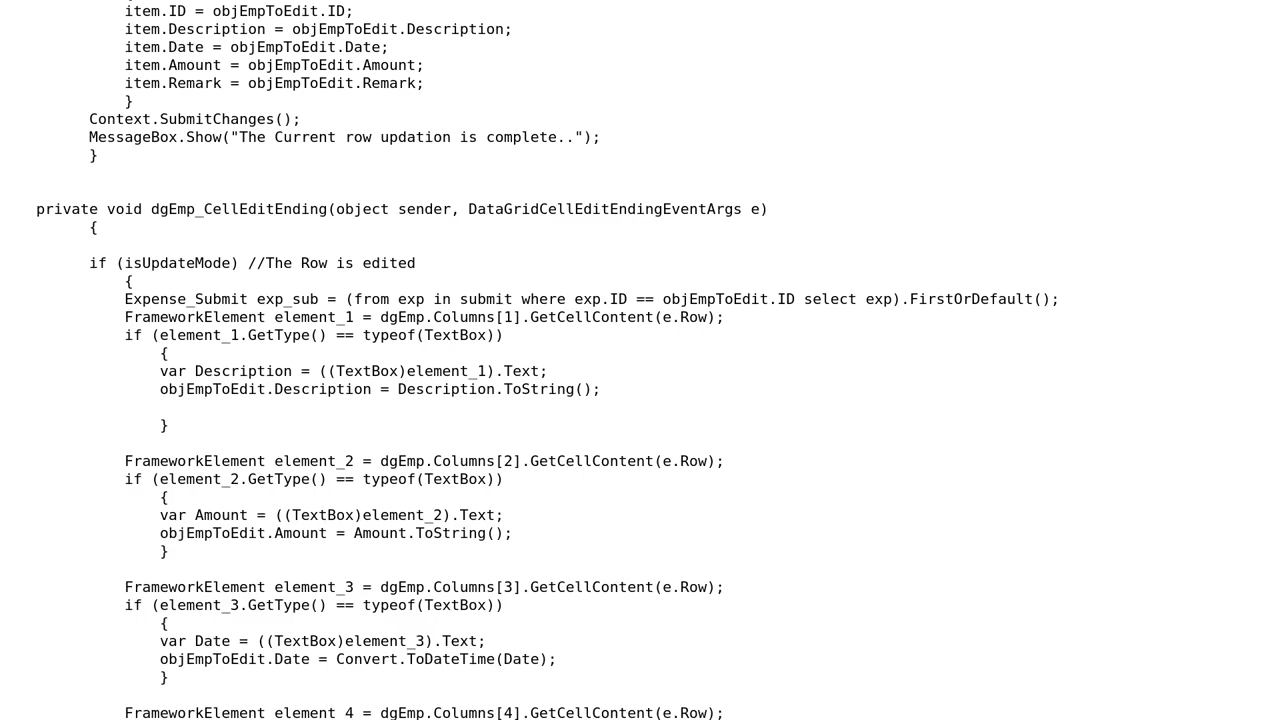 item.ID = objEmpToEdit.ID;
item.Description = objEmpToEdit.Description;
item.Date = objEmpToEdit.Date;
item.Amount = objEmpToEdit.Amount;
item.Remark = objEmpToEdit.Remark;
}
Context.SubmitChanges();
MessageBox.Show("The Current row updation is complete..");
}
private void dgEmp_CellEditEnding(object sender, DataGridCellEditEndingEventArgs e)
{
if (isUpdateMode) //The Row is edited
{
Expense_Submit exp_sub = (from exp in submit where exp.ID == objEmpToEdit.ID select exp).FirstOrDefault();
FrameworkElement element_1 = dgEmp.Columns[1].GetCellContent(e.Row);
if (element_1.GetType() == typeof(TextBox))
{
var Description = ((TextBox)element_1).Text;
objEmpToEdit.Description = Description.ToString();
}
FrameworkElement element_2 = dgEmp.Columns[2].GetCellContent(e.Row);
if (element_2.GetType() == typeof(TextBox))
{
var Amount = ((TextBox)element_2).Text;
objEmpToEdit.Amount = Amount.ToString();
}
FrameworkElement element_3 = dgEmp.Columns[3].GetCellContent(e.Row);
if (element_3.GetType() == typeof(TextBox))
{
var Date = ((TextBox)element_3).Text;
objEmpToEdit.Date = Convert.ToDateTime(Date);
}
FrameworkElement element_4 = dgEmp.Columns[4].GetCellContent(e.Row);